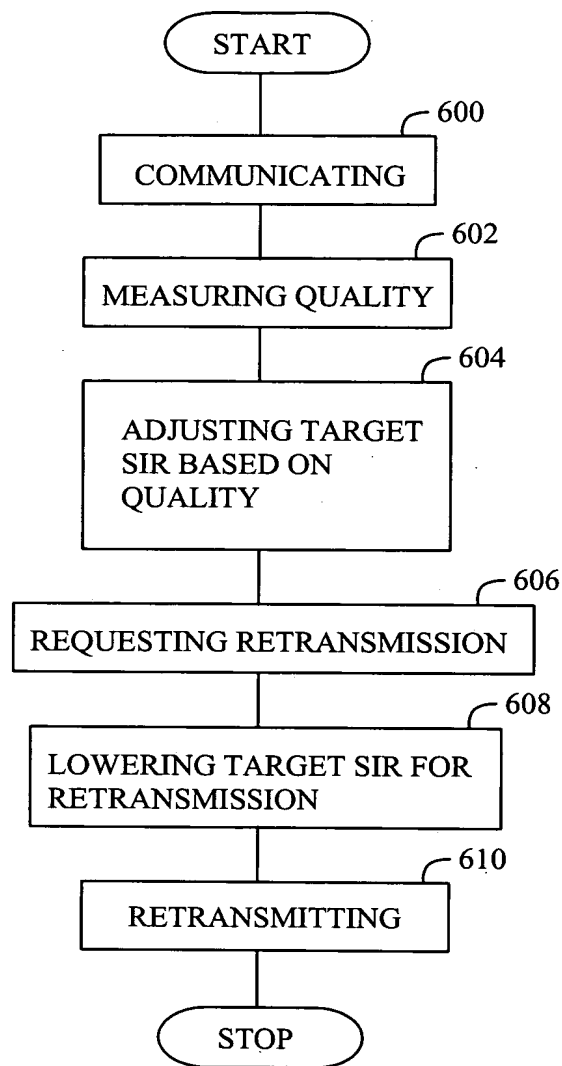 START
600
COMMUNICATING
602
MEASURING QUALITY
604
ADJUSTING TARGET
SIR BASED ON
QUALITY
606
REQUESTING RETRANSMISSION
608
LOWERING TARGET SIR FOR
RETRANSMISSION
610
RETRANSMITTING
STOP